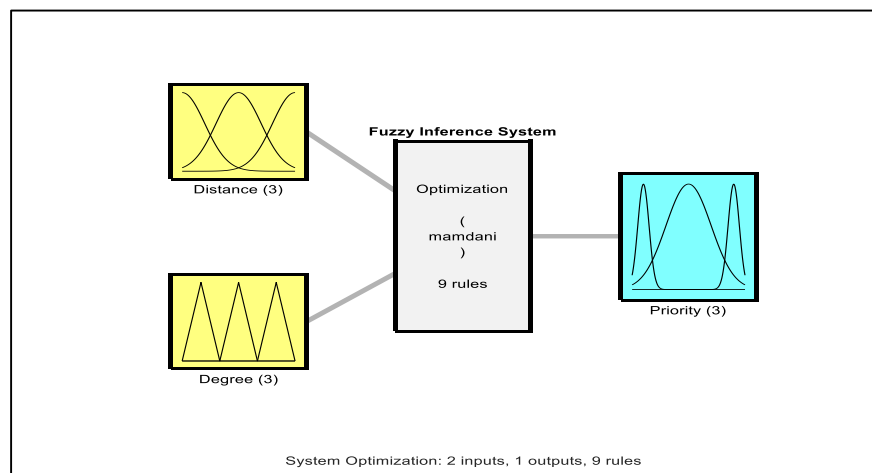 Fuzzy Inference System
Distance (3)
Optimization
(
mamdani
)
9 rules
Degree (3)
Priority (3)
System Optimization: 2 inputs, 1 outputs, 9 rules